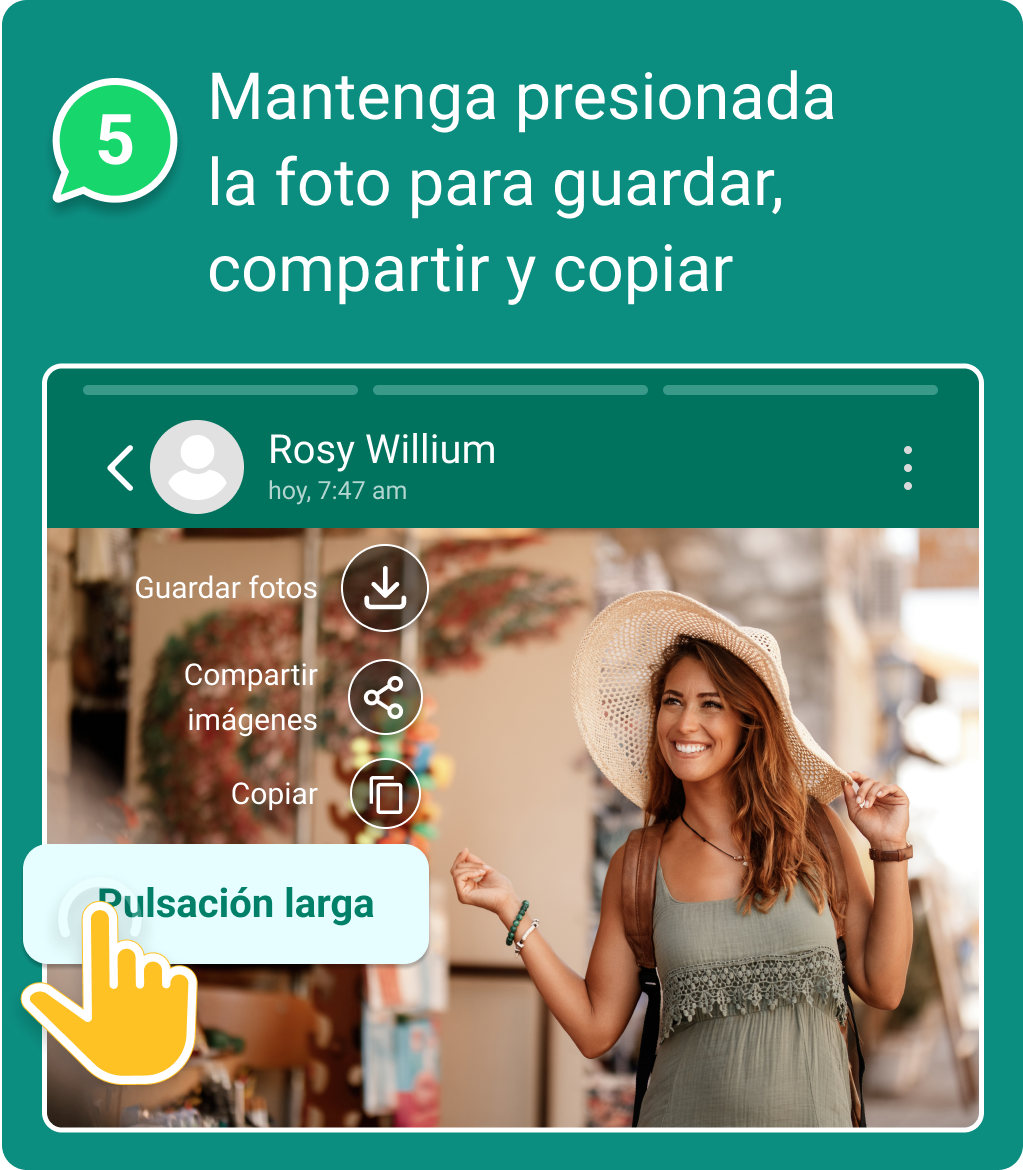 5
Mantenga presionada
la foto para guardar,
compartir y copiar
Rosy Willium
hoy, 7:47 am
Guardar fotos
Compartir
imágenes
Copiar
Pulsación larga